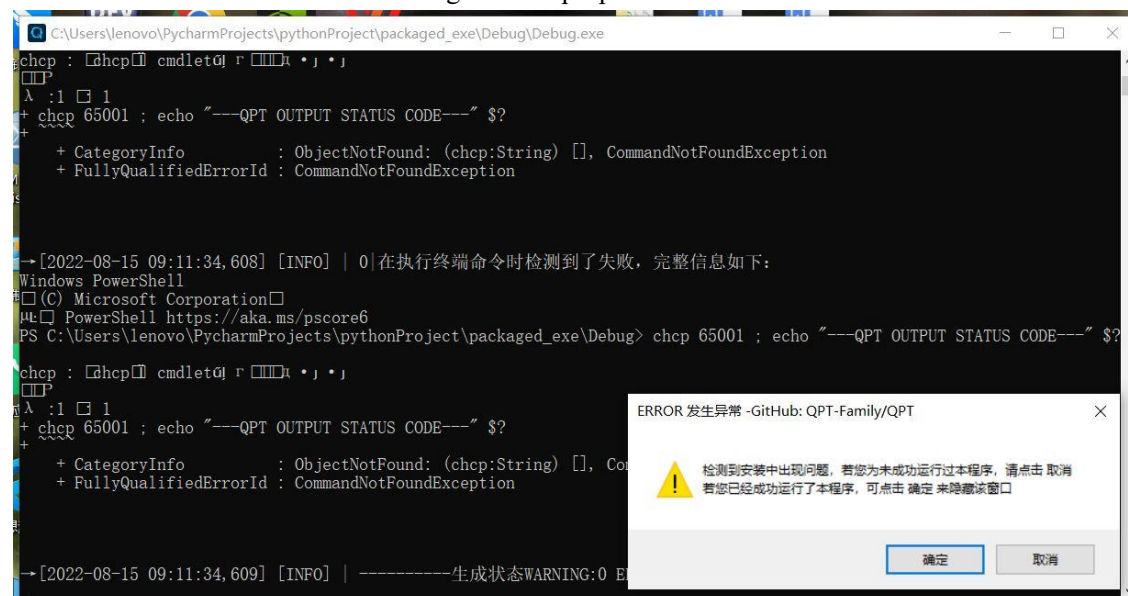 C:\Users\lenovo\PycharmProjects\pythonProject\packaged_exe\Debug\Debug.exe
chcp : cmdlet
λ :1 1
+ chcp 65001 ; echo "---QPT OUTPUT STATUS CODE---" $?
+ ~~~~
+ CategoryInfo : ObjectNotFound: (chcp:String) [], CommandNotFoundException
+ FullyQualifiedErrorId : CommandNotFoundException
→[2022-08-15 09:11:34,608] [INFO] | 0|在执行终端命令时检测到了失败，完整信息如下：
Windows PowerShell
(C) Microsoft Corporation
PowerShell https://aka.ms/pscore6
PS C:\Users\lenovo\PycharmProjects\pythonProject\packaged_exe\Debug> chcp 65001 ; echo "---QPT OUTPUT STATUS CODE---" $?
chcp : cmdlet
λ :1 1
+ chcp 65001 ; echo "---QPT OUTPUT STATUS CODE---" $?
+ ~~~~
+ CategoryInfo : ObjectNotFound: (chcp:String) [], Co
+ FullyQualifiedErrorId : CommandNotFoundException
→[2022-08-15 09:11:34,609] [INFO] | ----------生成状态WARNING:0 E
ERROR 发生异常 -GitHub: QPT-Family/QPT
检测到安装中出现问题，若您为未成功运行过本程序，请点击 取消
若您已经成功运行了本程序，可点击 确定 来隐藏该窗口
确定
取消